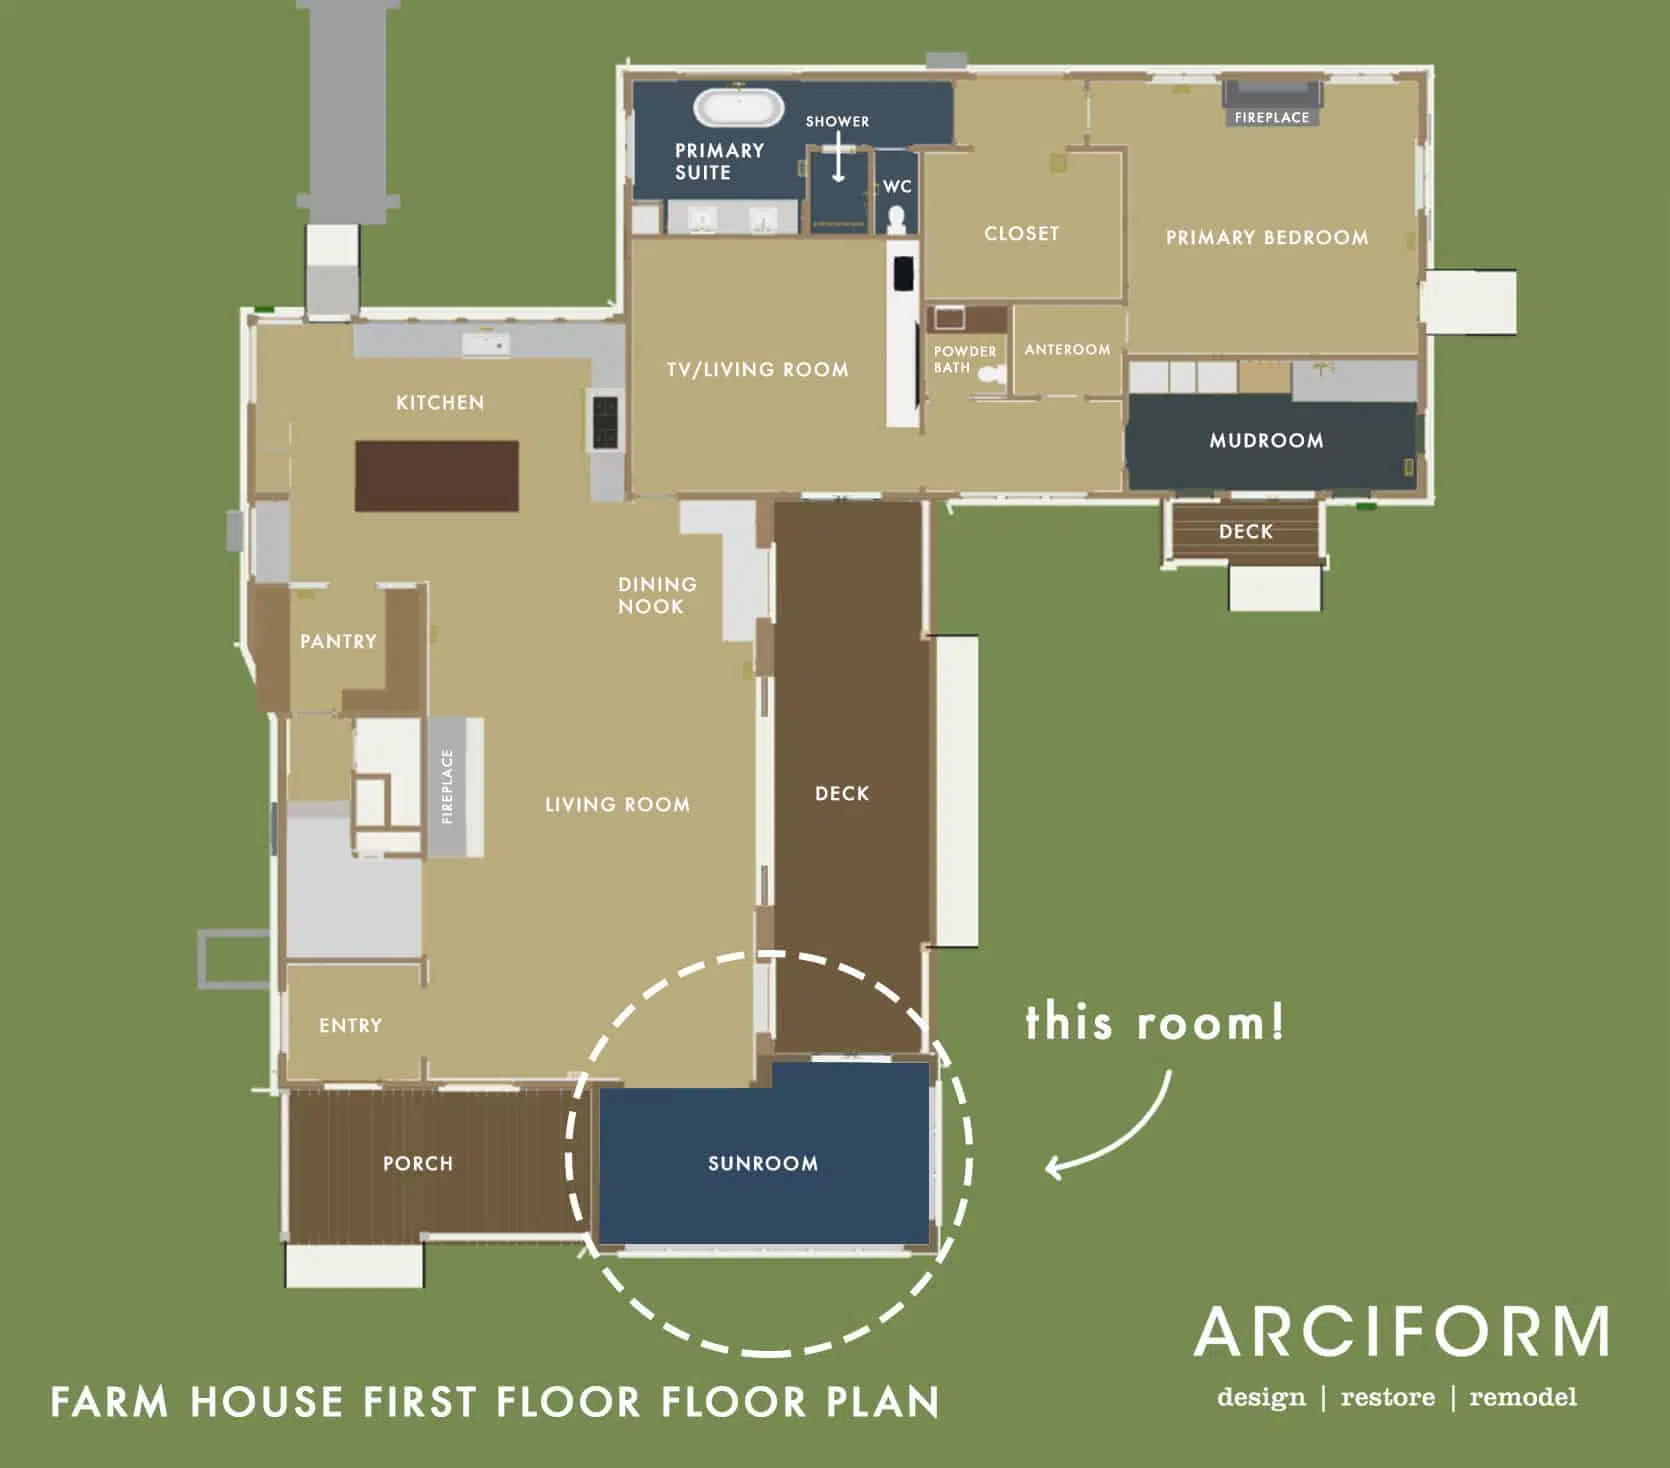 SHOWER
FIREPLACE
PRIMARY
SUITE
WC
CLOSET
PRIMARY BEDROOM
TV/LIVING ROOM
POWDER
BATH
ANTEROOM
KITCHEN
MUDROOM
DECK
DINING
NOOK
PANTRY
FIREPLACE
LIVING ROOM
DECK
ENTRY
this room!
PORCH
SUNROOM
ARCIFORM
design | restore | remodel
FARM HOUSE FIRST FLOOR FLOOR PLAN